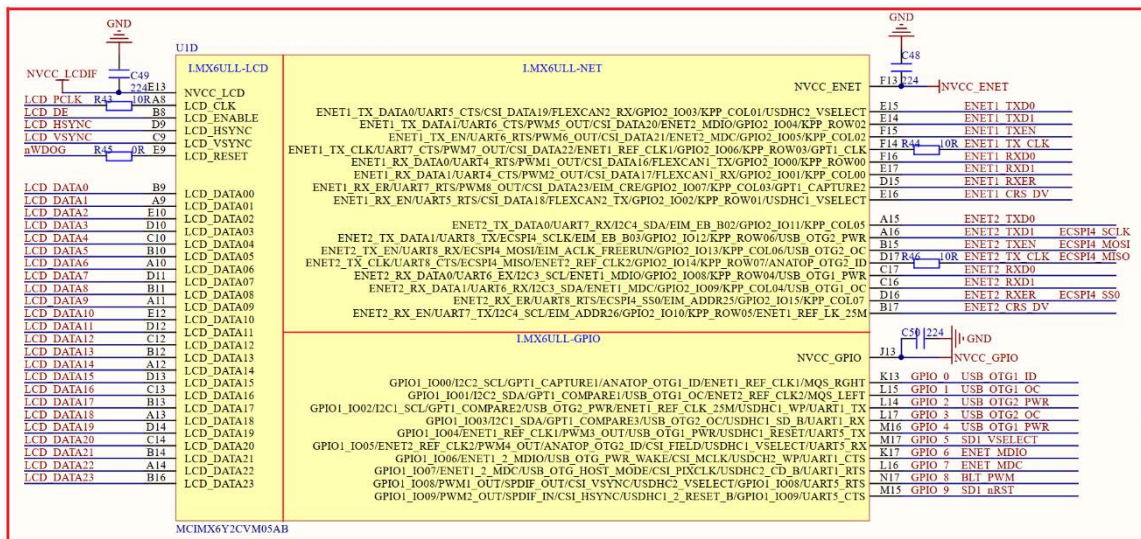 GND
U1D
C49
224
NVCC_LCDIF
E13
NVCC_LCD
I.MX6ULL-LCD
LCD_PCLK R43 10R A8 LCD_CLK
LCD_DE B8 LCD_ENABLE
LCD_HSYNC D9 LCD_HSYNC
LCD_VSYNC C9 LCD_VSYNC
nWDOG R45 0R E9 LCD_RESET
LCD_DATA0 B9 LCD_DATA00
LCD_DATA1 A9 LCD_DATA01
LCD_DATA2 E10 LCD_DATA02
LCD_DATA3 D10 LCD_DATA03
LCD_DATA4 C10 LCD_DATA04
LCD_DATA5 B10 LCD_DATA05
LCD_DATA6 A10 LCD_DATA06
LCD_DATA7 D11 LCD_DATA07
LCD_DATA8 B11 LCD_DATA08
LCD_DATA9 A11 LCD_DATA09
LCD_DATA10 E12 LCD_DATA10
LCD_DATA11 D12 LCD_DATA11
LCD_DATA12 C12 LCD_DATA12
LCD_DATA13 B12 LCD_DATA13
LCD_DATA14 A12 LCD_DATA14
LCD_DATA15 D13 LCD_DATA15
LCD_DATA16 C13 LCD_DATA16
LCD_DATA17 B13 LCD_DATA17
LCD_DATA18 A13 LCD_DATA18
LCD_DATA19 D14 LCD_DATA19
LCD_DATA20 C14 LCD_DATA20
LCD_DATA21 B14 LCD_DATA21
LCD_DATA22 A14 LCD_DATA22
LCD_DATA23 B16 LCD_DATA23
MCIMX6Y2CVM05AB
I.MX6ULL-NET
GND
C48
224
NVCC_ENET F13 NVCC_ENET
ENET1_TX_DATA0/UART5_CTS/CSI_DATA19/FLEXCAN2_RX/GPIO2_IO03/KPP_COL01/USDHC2_VSELECT E15 ENET1_TXD0
ENET1_TX_DATA1/UART6_CTS/PWM5_OUT/CSI_DATA20/ENET2_MDIO/GPIO2_IO04/KPP_ROW02 E14 ENET1_TXD1
ENET1_TX_EN/UART6_RTS/PWM6_OUT/CSI_DATA21/ENET2_MDC/GPIO2_IO05/KPP_COL02 F15 ENET1_TXEN
ENET1_TX_CLK/UART7_CTS/PWM7_OUT/CSI_DATA22/ENET1_REF_CLK1/GPIO2_IO06/KPP_ROW03/GPT1_CLK F14 R44 10R ENET1_TX_CLK
ENET1_RX_DATA0/UART4_RTS/PWM1_OUT/CSI_DATA16/FLEXCAN1_TX/GPIO2_IO00/KPP_ROW00 F16 ENET1_RXD0
ENET1_RX_DATA1/UART4_CTS/PWM2_OUT/CSI_DATA17/FLEXCAN1_RX/GPIO2_IO01/KPP_COL00 E17 ENET1_RXD1
ENET1_RX_ER/UART7_RTS/PWM8_OUT/CSI_DATA23/EIM_CRE/GPIO2_IO07/KPP_COL03/GPT1_CAPTURE2 D15 ENET1_RXER
ENET1_RX_EN/UART5_RTS/CSI_DATA18/FLEXCAN2_TX/GPIO2_IO02/KPP_ROW01/USDHC1_VSELECT E16 ENET1_CRS_DV
ENET2_TX_DATA0/UART7_RX/I2C4_SDA/EIM_EB_B02/GPIO2_IO11/KPP_COL05 A15 ENET2_TXD0
ENET2_TX_DATA1/UART8_TX/ECSPI4_SCLK/EIM_EB_B03/GPIO2_IO12/KPP_ROW06/USB_OTG2_PWR A16 ENET2_TXD1 ECSPI4_SCLK
ENET2_TX_EN/UART8_RX/ECSPI4_MOSI/EIM_ACLK_FREERUN/GPIO2_IO13/KPP_COL06/USB_OTG2_OC B15 ENET2_TXEN ECSPI4_MOSI
ENET2_TX_CLK/UART8_CTS/ECSPI4_MISO/ENET2_REF_CLK2/GPIO2_IO14/KPP_ROW07/ANATOP_OTG2_ID D17 R46 10R ENET2_TX_CLK ECSPI4_MISO
ENET2_RX_DATA0/UART6_EX/I2C3_SCL/ENET1_MDIO/GPIO2_IO08/KPP_ROW04/USB_OTG1_PWR C17 ENET2_RXD0
ENET2_RX_DATA1/UART6_RX/I2C3_SDA/ENET1_MDC/GPIO2_IO09/KPP_COL04/USB_OTG1_OC C16 ENET2_RXD1
ENET2_RX_ER/UART8_RTS/ECSPI4_SS0/EIM_ADDR25/GPIO2_IO15/KPP_COL07 D16 ENET2_RXER ECSPI4_SS0
ENET2_RX_EN/UART7_TX/I2C4_SCL/EIM_ADDR26/GPIO2_IO10/KPP_ROW05/ENET1_REF_LK_25M B17 ENET2_CRS_DV
I.MX6ULL-GPIO
C50 224
GND
NVCC_GPIO J13 NVCC_GPIO
GPIO1_IO00/I2C2_SCL/GPT1_CAPTURE1/ANATOP_OTG1_ID/ENET1_REF_CLK1/MQS_RGHT K13 GPIO_0 USB_OTG1_ID
GPIO1_IO01/I2C2_SDA/GPT1_COMPARE1/USB_OTG1_OC/ENET2_REF_CLK2/MQS_LEFT L15 GPIO_1 USB_OTG1_OC
GPIO1_IO02/I2C1_SCL/GPT1_COMPARE2/USB_OTG2_PWR/ENET1_REF_CLK_25M/USDHC1_WP/UART1_TX L14 GPIO_2 USB_OTG2_PWR
GPIO1_IO03/I2C1_SDA/GPT1_COMPARE3/USB_OTG2_OC/USDHC1_SD_B/UART1_RX L17 GPIO_3 USB_OTG2_OC
GPIO1_IO04/ENET1_REF_CLK1/PWM3_OUT/USB_OTG1_PWR/USDHC1_RESET/UART5_TX M16 GPIO_4 USB_OTG1_PWR
GPIO1_IO05/ENET2_REF_CLK2/PWM4_OUT/ANATOP_OTG2_ID/CSI_FIELD/USDHC1_VSELECT/UART5_RX M17 GPIO_5 SD1_VSELECT
GPIO1_IO06/ENET1_2_MDIO/USB_OTG_PWR_WAKE/CSI_MCLK/USDCH2_WP/UART1_CTS K17 GPIO_6 ENET_MDIO
GPIO1_IO07/ENET1_2_MDC/USB_OTG_HOST_MODE/CSI_PIXCLK/USDHC2_CD_B/UART1_RTS L16 GPIO_7 ENET_MDC
GPIO1_IO08/PWM1_OUT/SPDIF_OUT/CSI_VSYNC/USDHC2_VSELECT/GPIO1_IO08/UART5_RTS N17 GPIO_8 BLT_PWM
GPIO1_IO09/PWM2_OUT/SPDIF_IN/CSI_HSYNC/USDHC1_2_RESET_B/GPIO1_IO09/UART5_CTS M15 GPIO_9 SD1_nRST